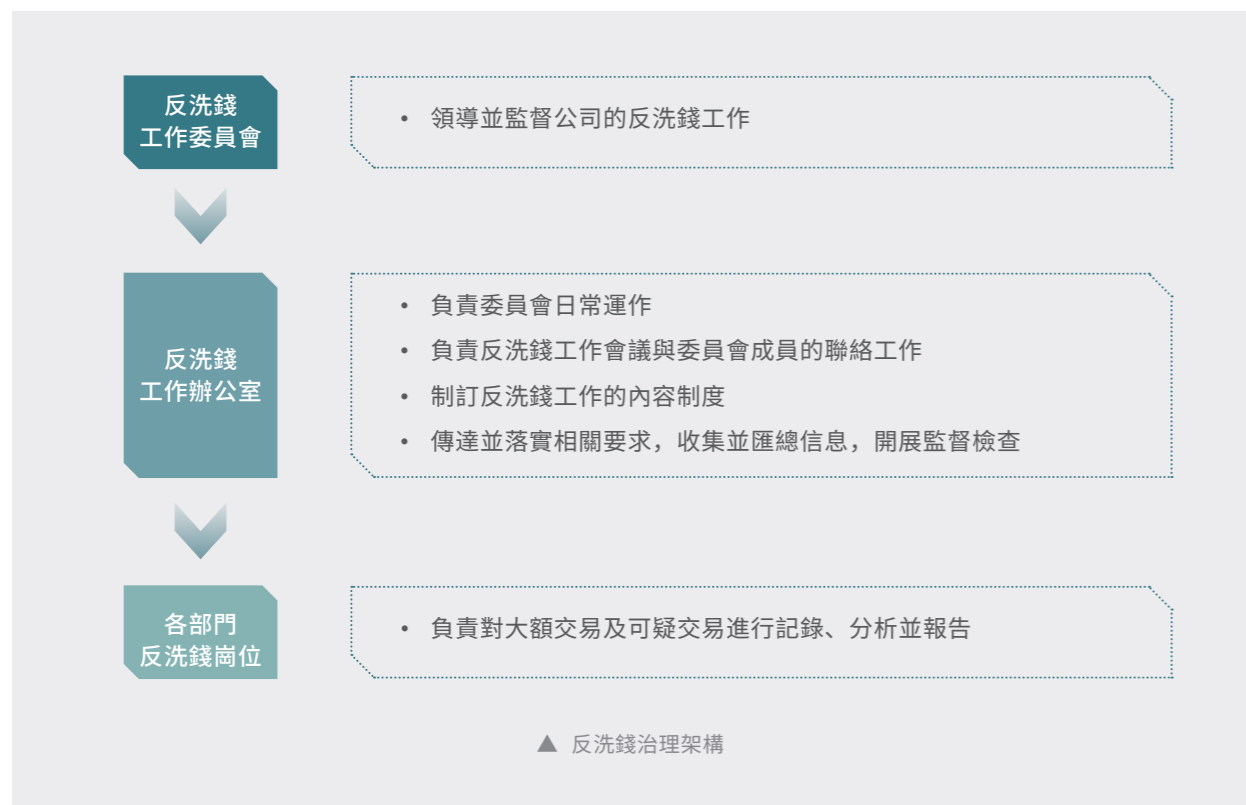 反洗錢
工作委員會
• 領導並監督公司的反洗錢工作
反洗錢
工作辦公室
• 負責委員會日常運作
• 負責反洗錢工作會議與委員會成員的聯絡工作
• 制訂反洗錢工作的內容制度
• 傳達並落實相關要求，收集並匯總信息，開展監督檢查
各部門
反洗錢崗位
• 負責對大額交易及可疑交易進行記錄、分析並報告
▲ 反洗錢治理架構